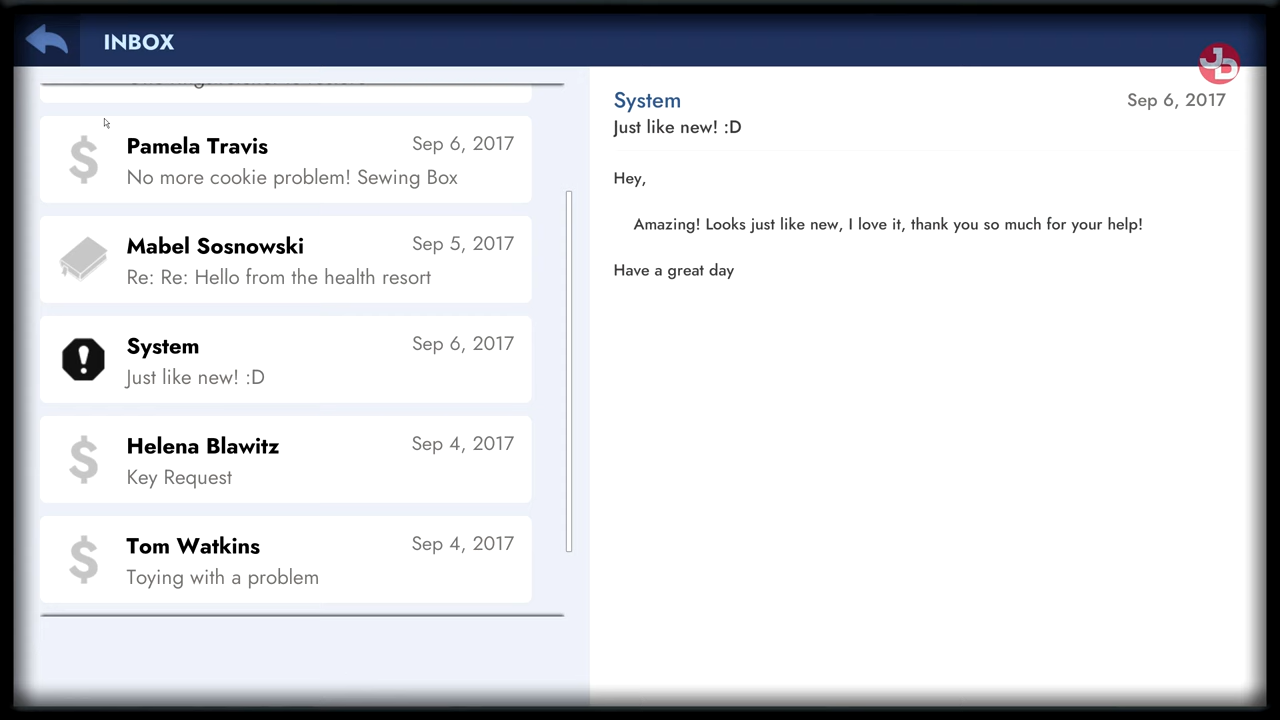 INBOX
JD
Pamela Travis
Sep 6, 2017
No more cookie problem! Sewing Box
Mabel Sosnowski
Sep 5, 2017
Re: Re: Hello from the health resort
System
Sep 6, 2017
Just like new! :D
Helena Blawitz
Sep 4, 2017
Key Request
Tom Watkins
Sep 4, 2017
Toying with a problem
System
Sep 6, 2017
Just like new! :D
Hey,
Amazing! Looks just like new, I love it, thank you so much for your help!
Have a great day